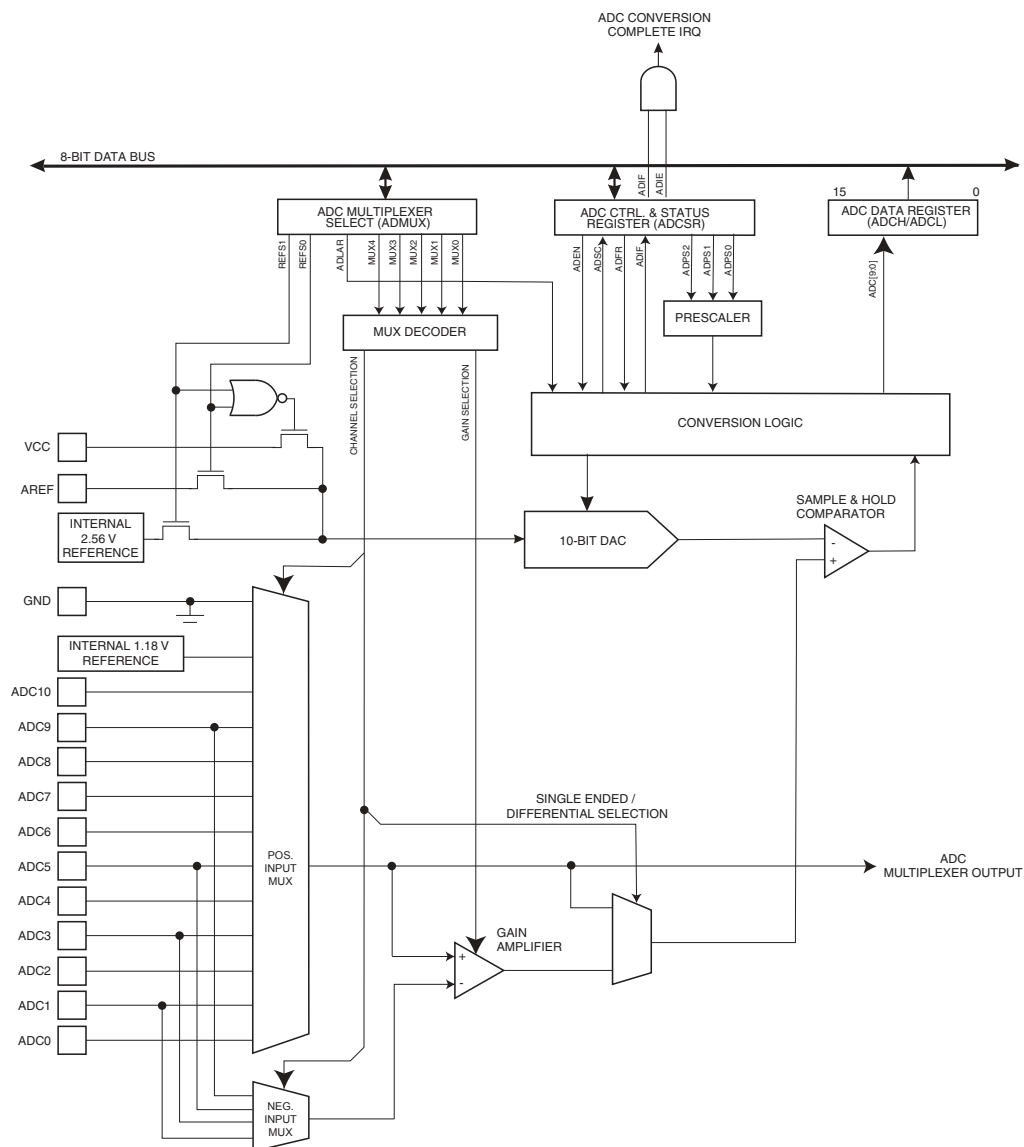 ADC CONVERSION
COMPLETE IRQ
8-BIT DATA BUS
ADIF
ADIE
15
0
ADC MULTIPLEXER
SELECT (ADMUX)
ADC CTRL. & STATUS
REGISTER (ADCSR)
ADC DATA REGISTER
(ADCH/ADCL)
REFS1
REFS0
ADLAR
MUX4
MUX3
MUX2
MUX1
MUX0
ADEN
ADSC
ADFR
ADIF
ADPS2
ADPS1
ADPS0
ADC[9:0]
PRESCALER
MUX DECODER
CHANNEL SELECTION
GAIN SELECTION
CONVERSION LOGIC
VCC
AREF
INTERNAL
2.56 V
REFERENCE
SAMPLE & HOLD
COMPARATOR
10-BIT DAC
-
+
GND
INTERNAL 1.18 V
REFERENCE
ADC10
ADC9
ADC8
ADC7
SINGLE ENDED /
DIFFERENTIAL SELECTION
ADC6
ADC5
POS.
INPUT
MUX
ADC
MULTIPLEXER OUTPUT
ADC4
ADC3
GAIN
AMPLIFIER
+
-
ADC2
ADC1
ADC0
NEG.
INPUT
MUX